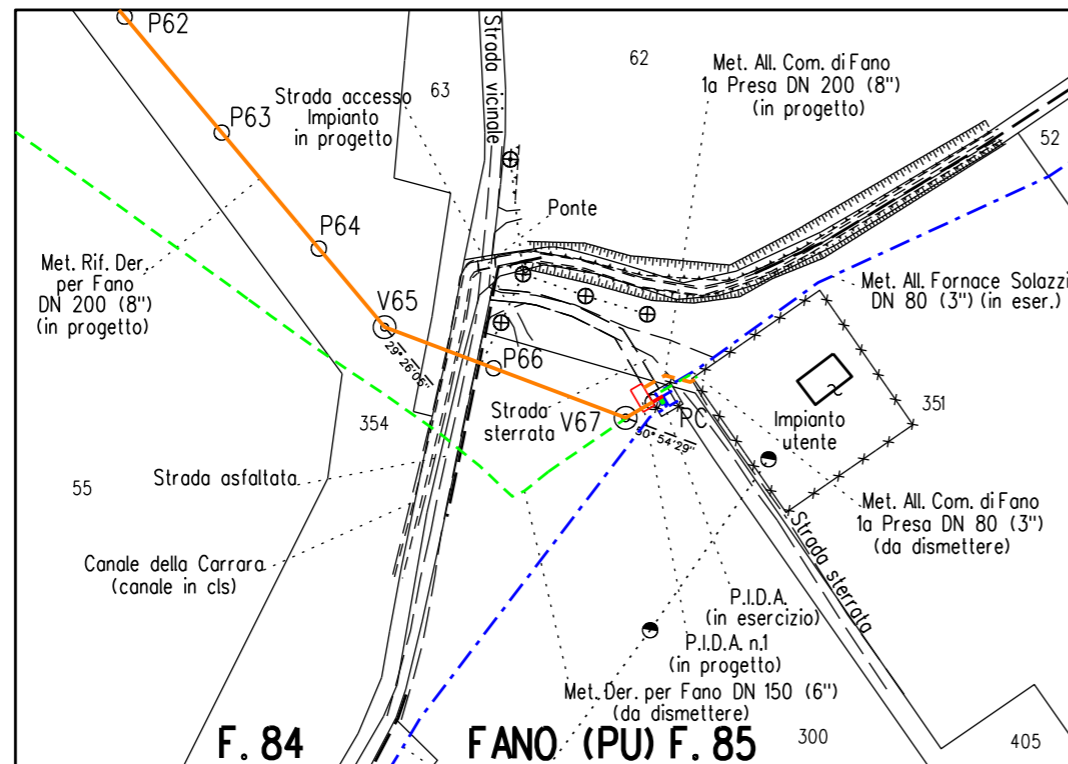 P62
P63
P64
V65
29° 26'06"
P66
V67
30° 54'29"
PC
63
62
52
Strada vicinale
Strada accesso
Impianto
in progetto
Met. All. Com. di Fano
1a Presa DN 200 (8")
(in progetto)
Ponte
Met. Rif. Der.
per Fano
DN 200 (8")
(in progetto)
Met. All. Fornace Solazzi
DN 80 (3") (in eser.)
354
351
55
Strada
sterrata
Impianto
utente
Strada asfaltata
Met. All. Com. di Fano
1a Presa DN 80 (3")
(da dismettere)
Strada sterrata
Canale della Carrara
(canale in cls)
P.I.D.A.
(in esercizio)
P.I.D.A. n.1
(in progetto)
Met. Der. per Fano DN 150 (6")
(da dismettere)
F. 84
FANO (PU) F. 85
300
405